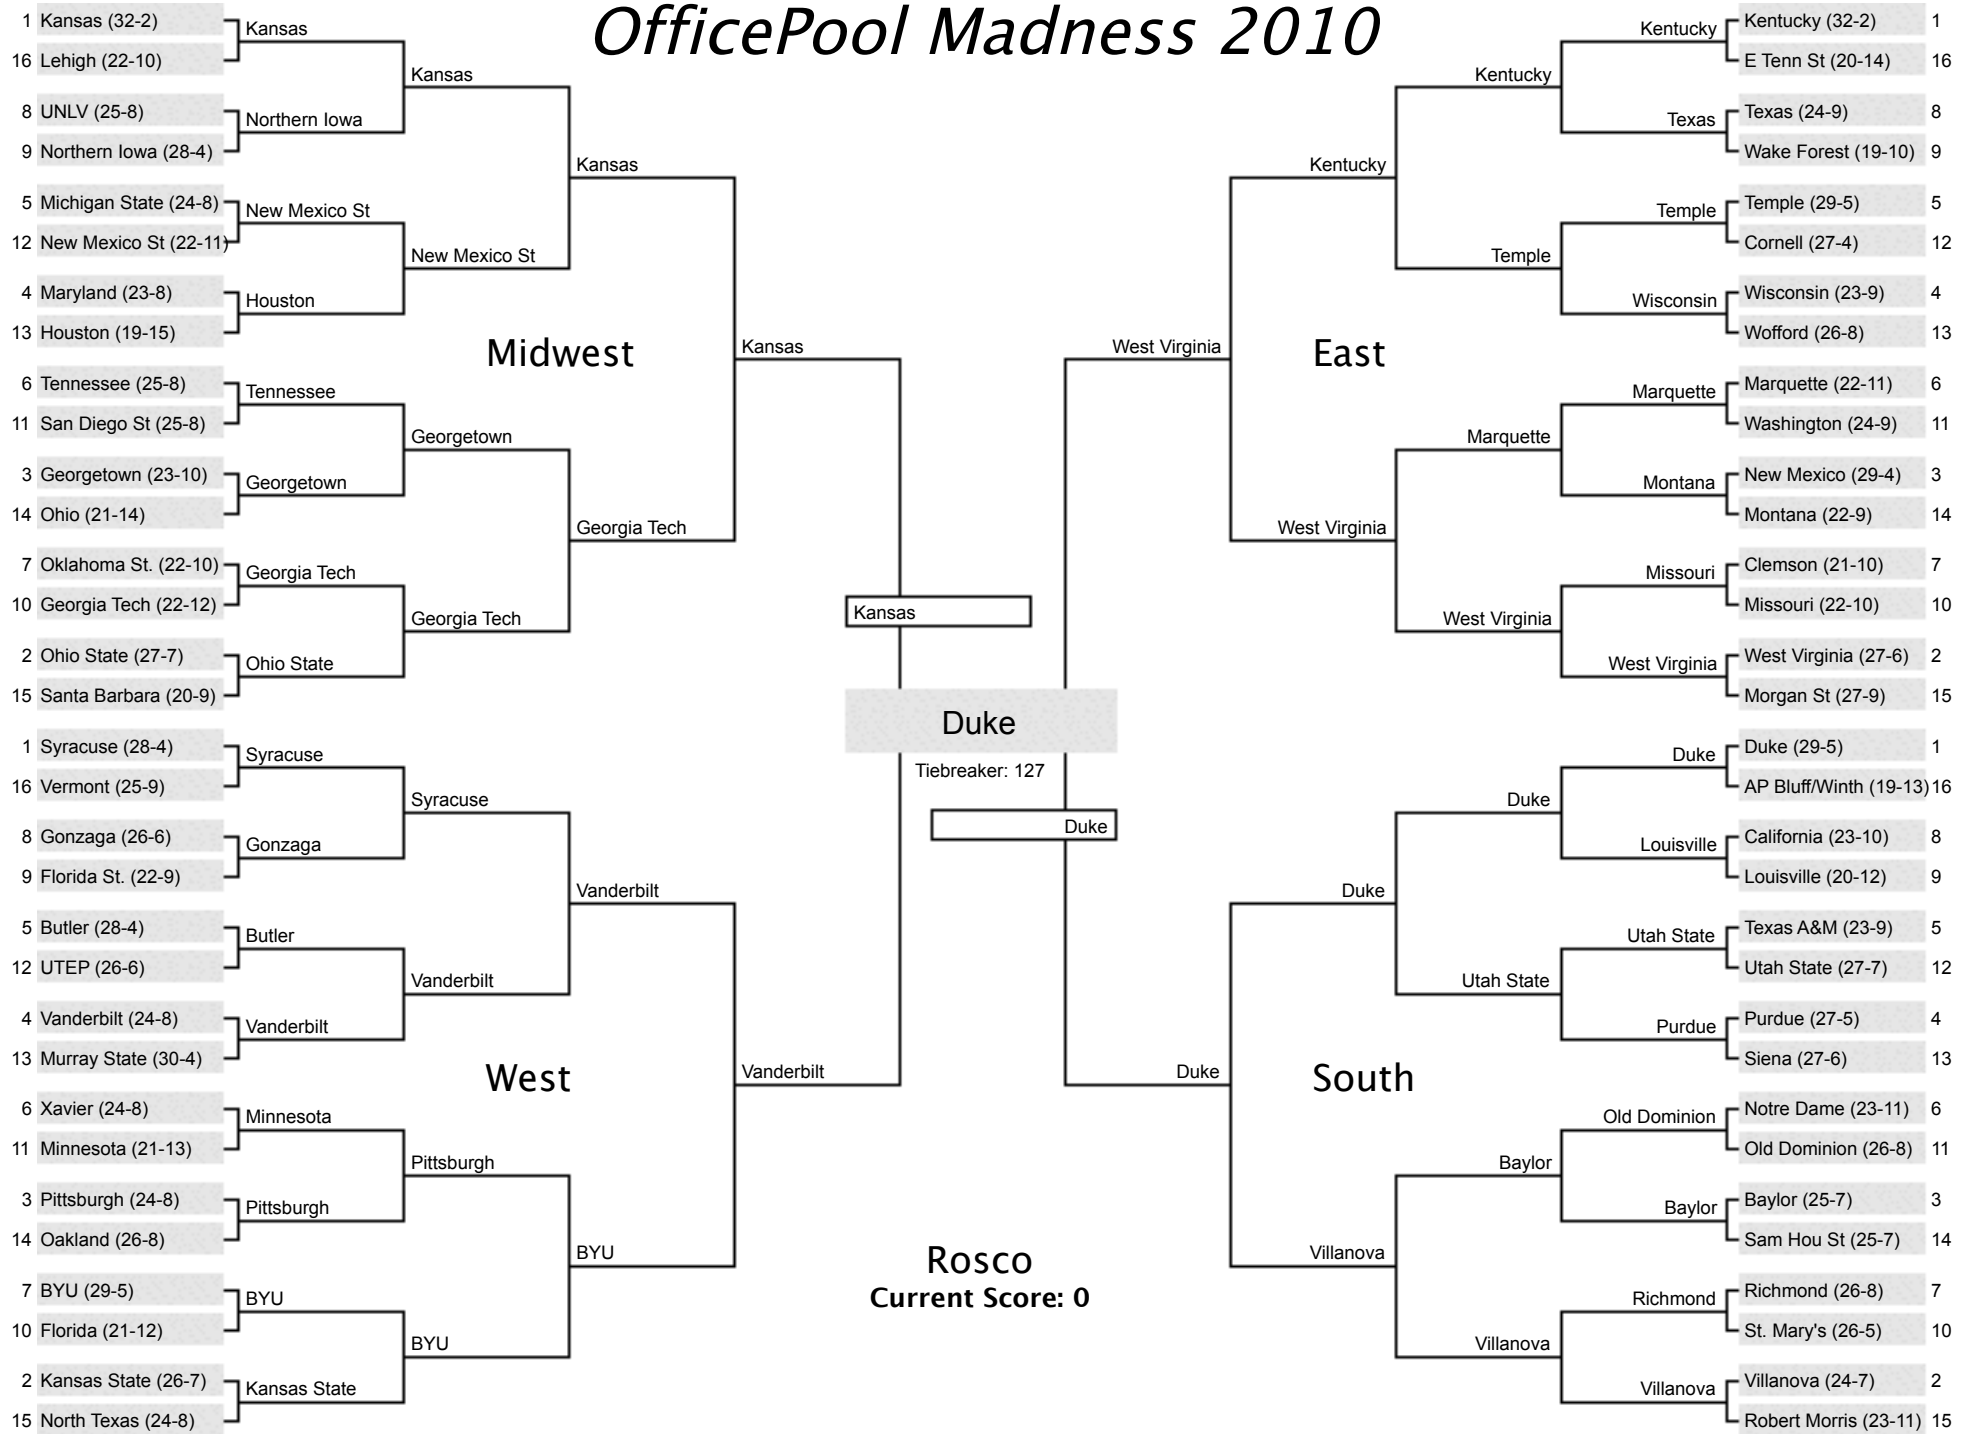 OfficePool Madness 2010
1 Kansas (32-2)
16 Lehigh (22-10)
8 UNLV (25-8)
9 Northern Iowa (28-4)
5 Michigan State (24-8)
12 New Mexico St (22-11)
4 Maryland (23-8)
13 Houston (19-15)
6 Tennessee (25-8)
11 San Diego St (25-8)
3 Georgetown (23-10)
14 Ohio (21-14)
7 Oklahoma St. (22-10)
10 Georgia Tech (22-12)
2 Ohio State (27-7)
15 Santa Barbara (20-9)
Kansas
Northern Iowa
New Mexico St
Houston
Tennessee
Georgetown
Georgia Tech
Ohio State
Kansas
New Mexico St
Georgetown
Georgia Tech
Kansas
Georgia Tech
Kansas
Midwest
1 Syracuse (28-4)
16 Vermont (25-9)
8 Gonzaga (26-6)
9 Florida St. (22-9)
5 Butler (28-4)
12 UTEP (26-6)
4 Vanderbilt (24-8)
13 Murray State (30-4)
6 Xavier (24-8)
11 Minnesota (21-13)
3 Pittsburgh (24-8)
14 Oakland (26-8)
7 BYU (29-5)
10 Florida (21-12)
2 Kansas State (26-7)
15 North Texas (24-8)
Syracuse
Gonzaga
Butler
Vanderbilt
Minnesota
Pittsburgh
BYU
Kansas State
Syracuse
Vanderbilt
Pittsburgh
BYU
Vanderbilt
BYU
Vanderbilt
West
Kansas
Duke
Tiebreaker: 127
Duke
Rosco
Current Score: 0
Kentucky (32-2) 1
E Tenn St (20-14) 16
Texas (24-9) 8
Wake Forest (19-10) 9
Temple (29-5) 5
Cornell (27-4) 12
Wisconsin (23-9) 4
Wofford (26-8) 13
Marquette (22-11) 6
Washington (24-9) 11
New Mexico (29-4) 3
Montana (22-9) 14
Clemson (21-10) 7
Missouri (22-10) 10
West Virginia (27-6) 2
Morgan St (27-9) 15
Kentucky
Texas
Temple
Wisconsin
Marquette
Montana
Missouri
West Virginia
Kentucky
Temple
Marquette
West Virginia
Kentucky
West Virginia
West Virginia
East
Duke (29-5) 1
AP Bluff/Winth (19-13) 16
California (23-10) 8
Louisville (20-12) 9
Texas A&M (23-9) 5
Utah State (27-7) 12
Purdue (27-5) 4
Siena (27-6) 13
Notre Dame (23-11) 6
Old Dominion (26-8) 11
Baylor (25-7) 3
Sam Hou St (25-7) 14
Richmond (26-8) 7
St. Mary's (26-5) 10
Villanova (24-7) 2
Robert Morris (23-11) 15
Duke
Louisville
Utah State
Purdue
Old Dominion
Baylor
Richmond
Villanova
Duke
Utah State
Baylor
Villanova
Duke
Villanova
Duke
South